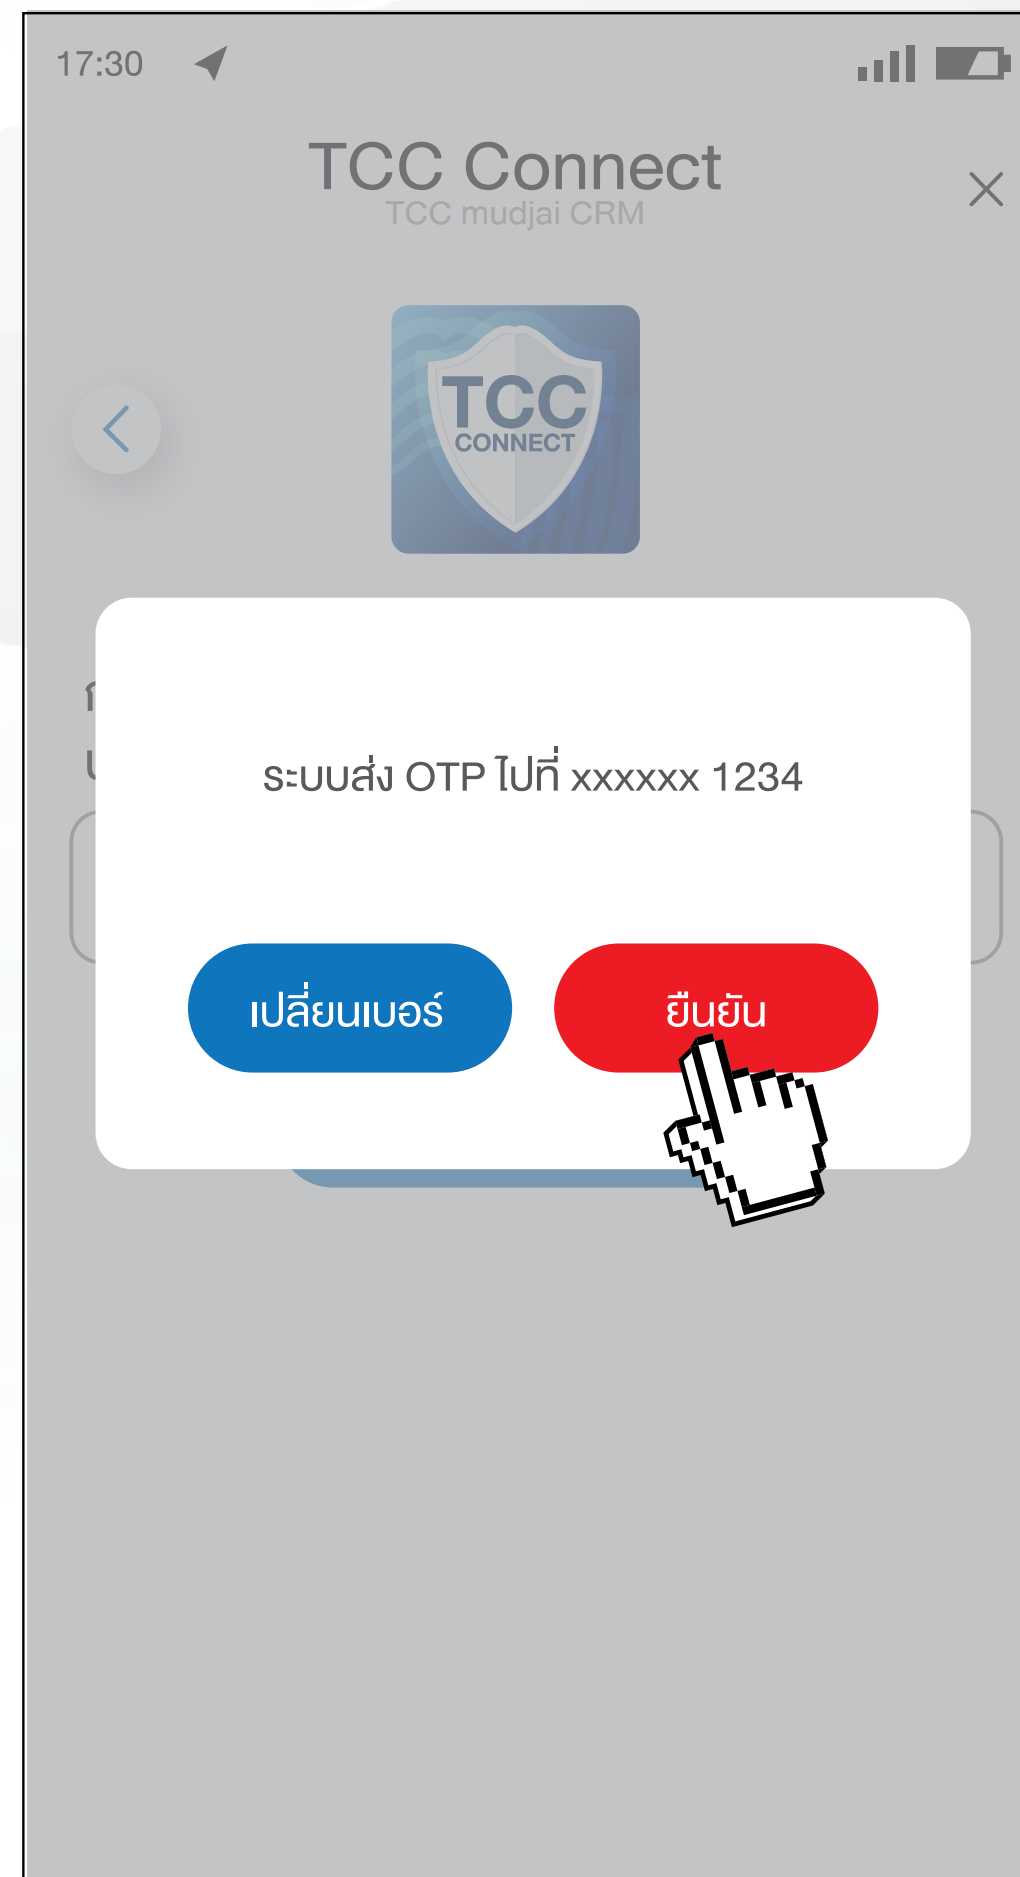 17:30
TCC Connect
TCC mudjai CRM
TCC
CONNECT
ระบบส่ง OTP ไปที่ xxxxxx 1234
เปลี่ยนเบอร์
ยืนยัน